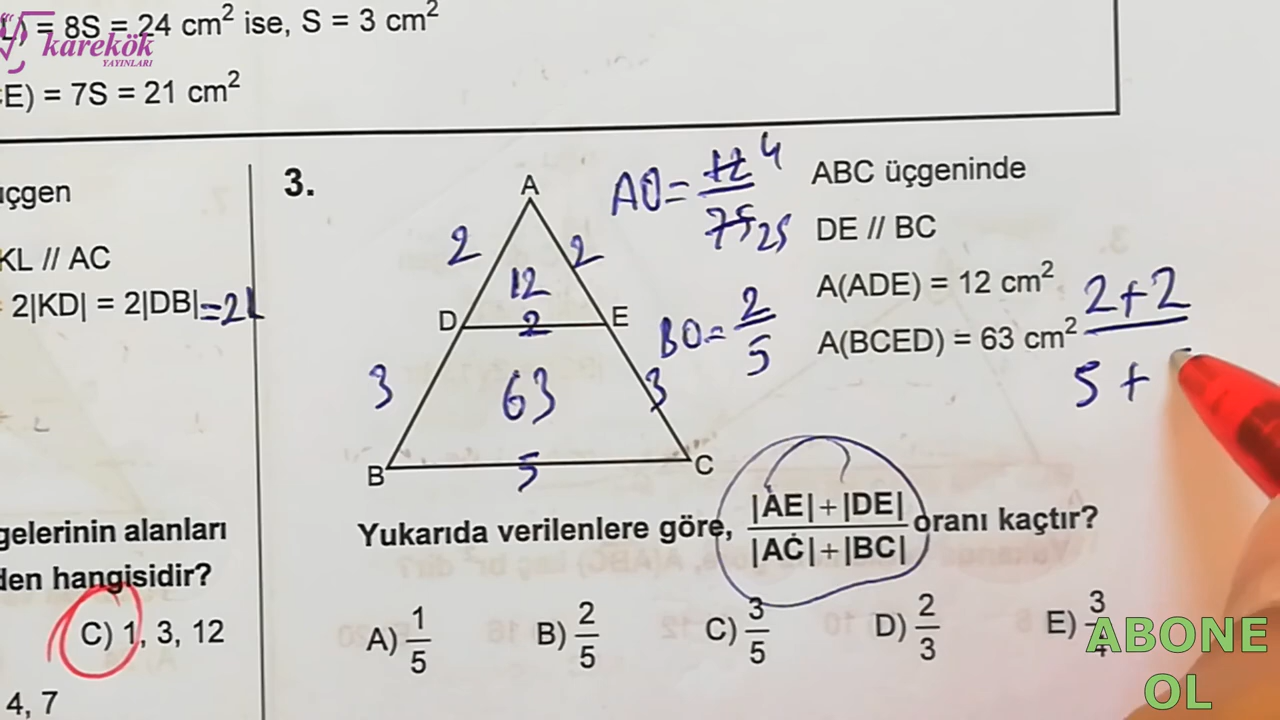 = 8S = 24 cm² ise, S = 3 cm²
karekök
YAYINLARI
E) = 7S = 21 cm²
KL // AC
2|KD| = 2|DB| =2L
gelerinin alanları
den hangisidir?
C) 1, 3, 12
4, 7
3.
A
2 2
12
D 2 E
3 63 3
B 5 C
AO= 12 4
75 25
BO= 2
5
ABC üçgeninde
DE // BC
A(ADE) = 12 cm²
A(BCED) = 63 cm²
2+2
5 +
Yukarıda verilenlere göre, |AE|+|DE| / |AC|+|BC| oranı kaçtır?
A) 1/5 B) 2/5 C) 3/5 D) 2/3 E) 3/4
ABONE
OL